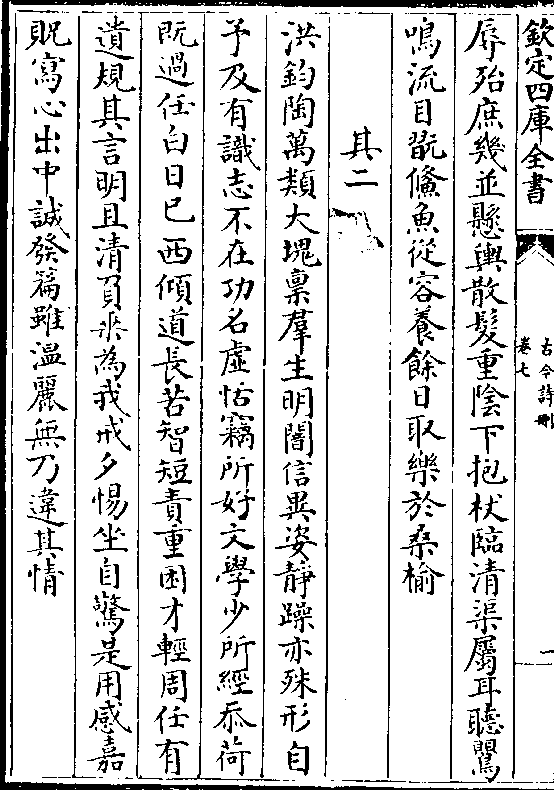 欽定四庫全書
古今詩刪
卷七
辱殆庶幾並懸輿散髮重陰下抱杖臨清渠屬耳聽鸎
鳴流目翫鯈魚從容養餘日取樂於桑榆
其二
洪鈞陶萬類大塊稟羣生明闇信異姿靜躁亦殊形自
予及有識志不在功名虛恬竊所好文學少所經忝荷
既過任白日已西傾道長苦智短責重困才輕周任有
遺規其言明且清負乘為我戒夕惕坐自驚是用感嘉
貺寫心出中誠發篇雖溫麗無乃違其情